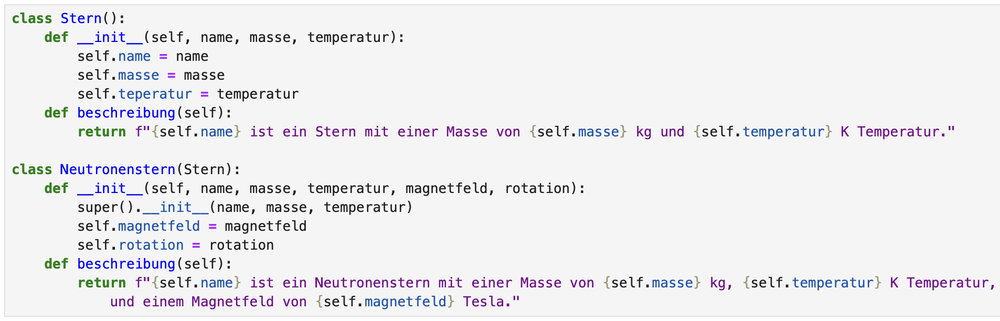 class Stern():
    def __init__(self, name, masse, temperatur):
        self.name = name
        self.masse = masse
        self.teperatur = temperatur
    def beschreibung(self):
        return f"{self.name} ist ein Stern mit einer Masse von {self.masse} kg und {self.temperatur} K Temperatur."

class Neutronenstern(Stern):
    def __init__(self, name, masse, temperatur, magnetfeld, rotation):
        super().__init__(name, masse, temperatur)
        self.magnetfeld = magnetfeld
        self.rotation = rotation
    def beschreibung(self):
        return f"{self.name} ist ein Neutronenstern mit einer Masse von {self.masse} kg, {self.temperatur} K Temperatur,
            und einem Magnetfeld von {self.magnetfeld} Tesla."